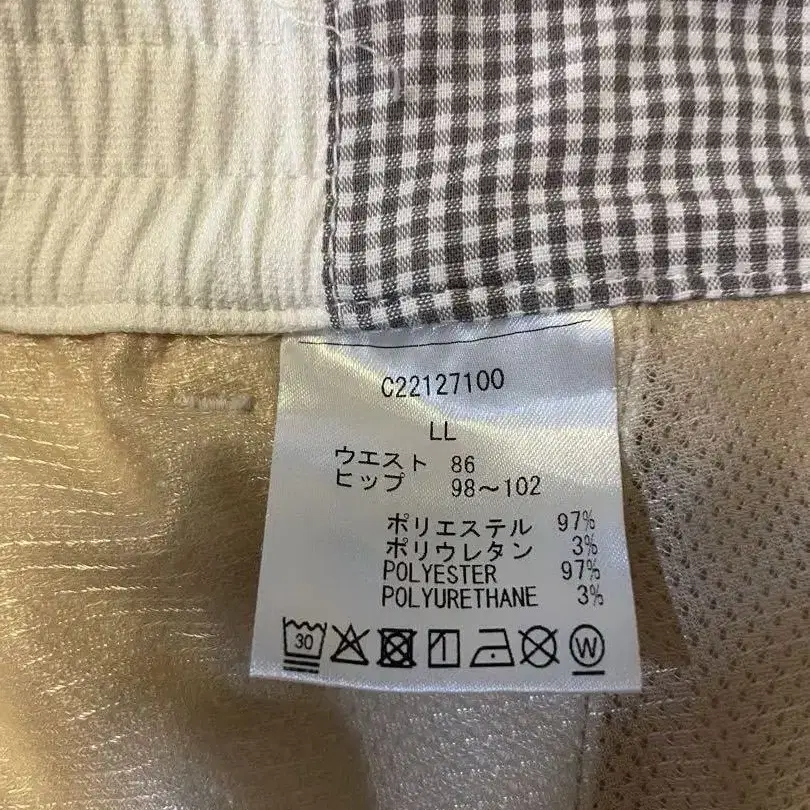 C22127100
LL
ウエスト 86
ヒップ 98～102
ポリエステル 97%
ポリウレタン 3%
POLYESTER 97%
POLYURETHANE 3%
30 W